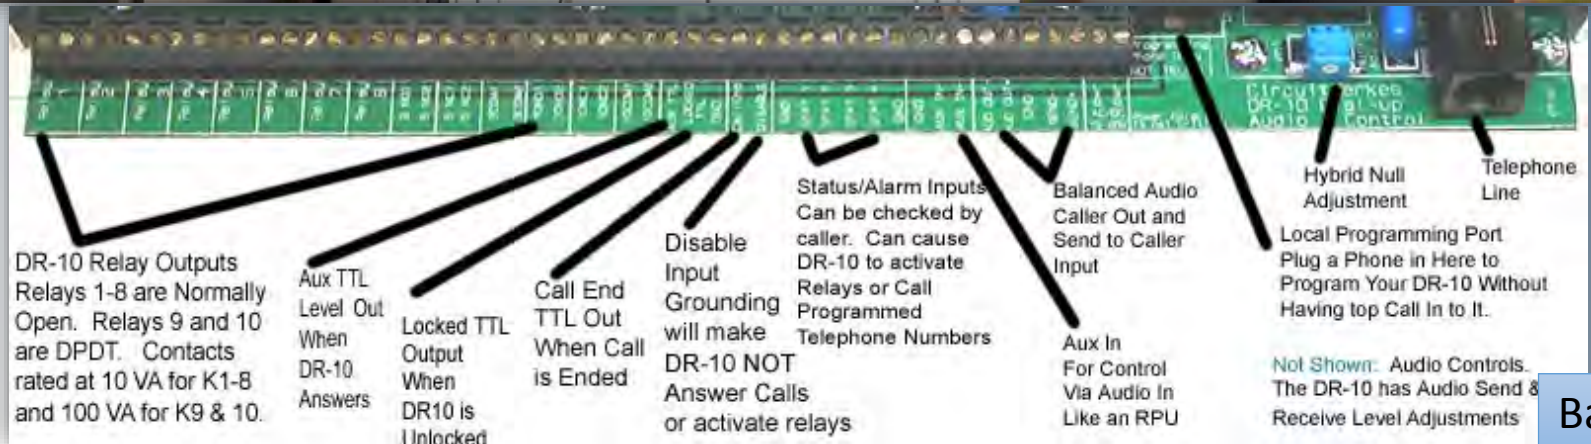 Circuit Werkes
DR-10 Dial-up
Audio Control
DR-10 Relay Outputs
Relays 1-8 are Normally
Open. Relays 9 and 10
are DPDT. Contacts
rated at 10 VA for K1-8
and 100 VA for K9 & 10.
Aux TTL
Level Out
When
DR-10
Answers
Locked TTL
Output
When
DR10 is
Unlocked
Call End
TTL Out
When Call
is Ended
Disable
Input
Grounding
will make
DR-10 NOT
Answer Calls
or activate relays
Status/Alarm Inputs
Can be checked by
caller. Can cause
DR-10 to activate
Relays or Call
Programmed
Telephone Numbers
Aux In
For Control
Via Audio In
Like an RPU
Balanced Audio
Caller Out and
Send to Caller
Input
Hybrid Null
Adjustment
Telephone
Line
Local Programming Port
Plug a Phone in Here to
Program Your DR-10 Without
Having top Call In to It.
Not Shown: Audio Controls.
The DR-10 has Audio Send &
Receive Level Adjustments
Ba